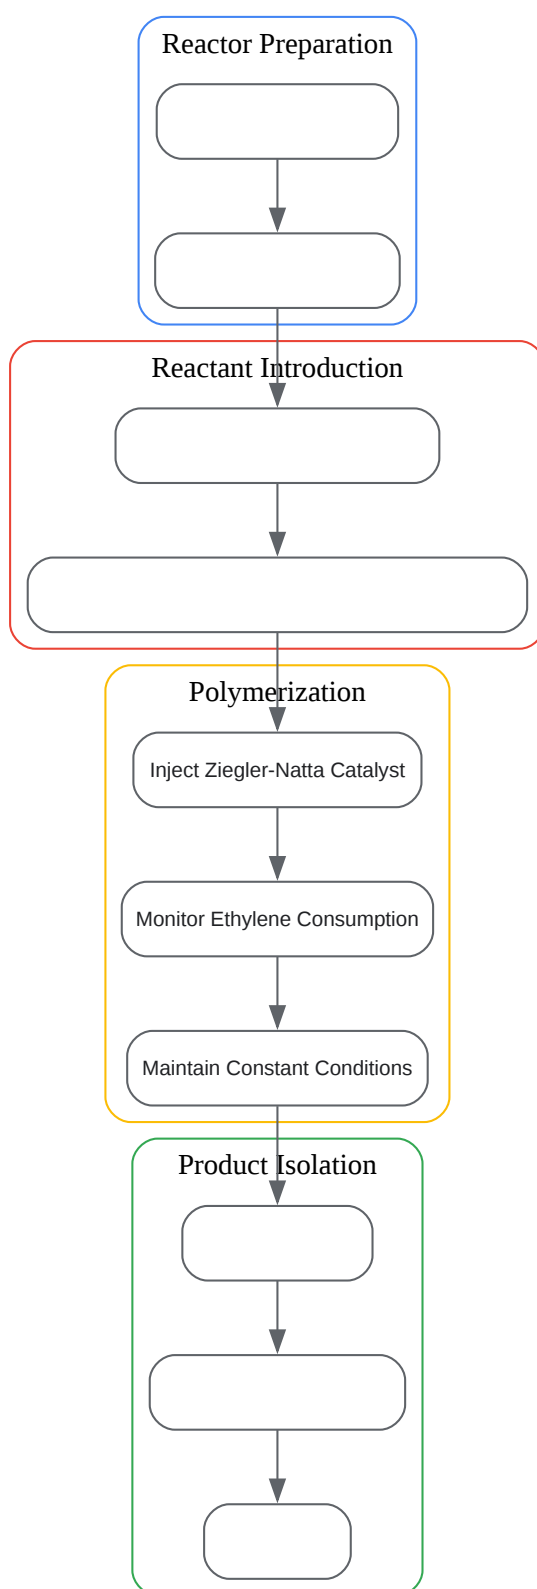 Reactor Preparation
Reactant Introduction
Polymerization
Inject Ziegler-Natta Catalyst
Monitor Ethylene Consumption
Maintain Constant Conditions
Product Isolation